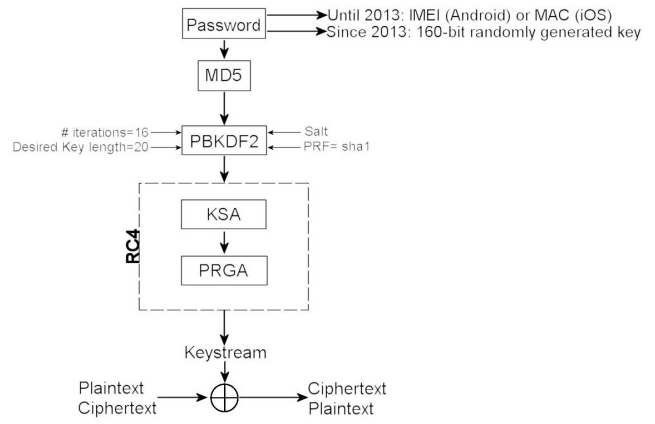 Password
Until 2013: IMEI (Android) or MAC (iOS)
Since 2013: 160-bit randomly generated key
MD5
# iterations=16
Desired Key length=20
PBKDF2
Salt
PRF= sha1
RC4
KSA
PRGA
Keystream
Plaintext
Ciphertext
Ciphertext
Plaintext